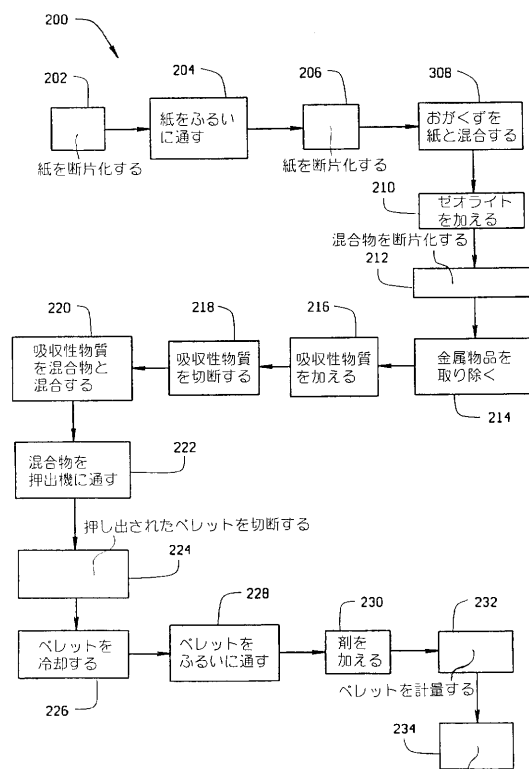 200
202
204
206
308
紙をふるい
に通す
おがくずを
紙と混合する
紙を断片化する
紙を断片化する
210
ゼオライト
を加える
混合物を断片化する
212
220
218
216
吸収性物質
を混合物と
混合する
吸収性物質
を切断する
吸収性物質
を加える
金属物品を
取り除く
214
混合物を
押出機に通す
222
押し出されたペレットを切断する
224
228
230
232
ペレットを
冷却する
ペレットを
ふるいに通す
剤を
加える
ペレットを計量する
226
234